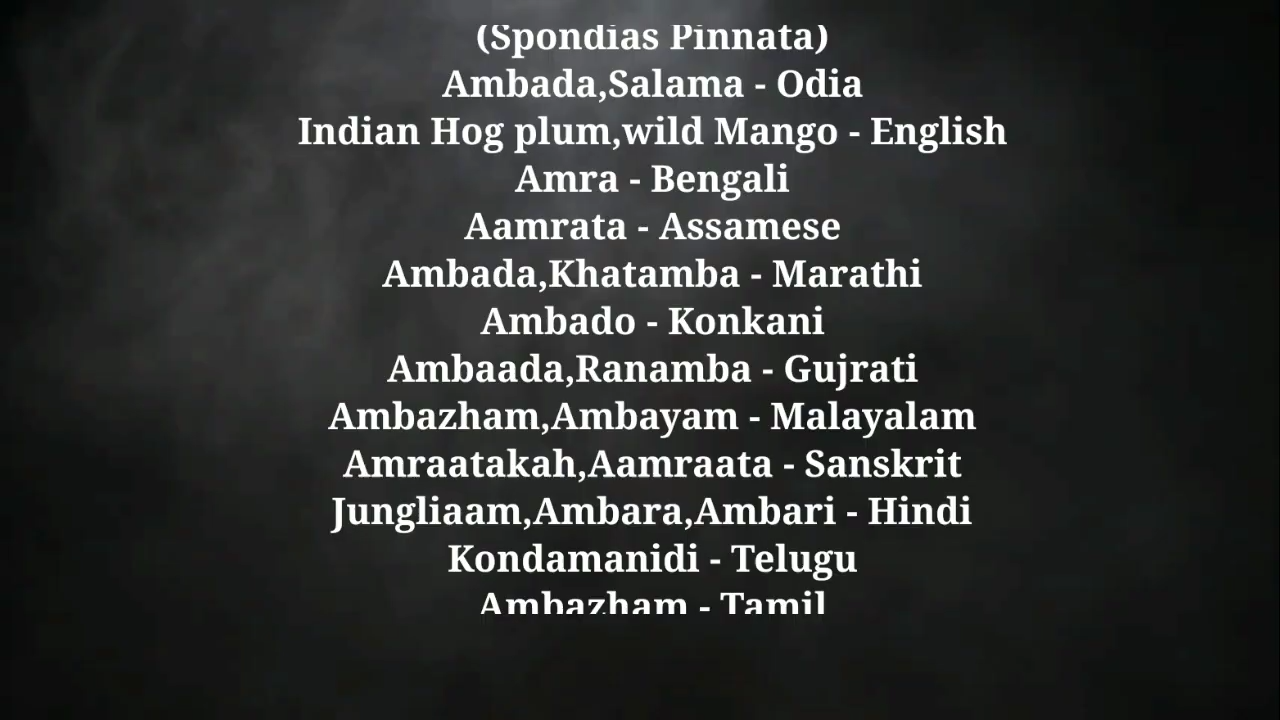 (Spondias Pinnata)
Ambada,Salama - Odia
Indian Hog plum,wild Mango - English
Amra - Bengali
Aamrata - Assamese
Ambada,Khatamba - Marathi
Ambado - Konkani
Ambaada,Ranamba - Gujrati
Ambazham,Ambayam - Malayalam
Amraatakah,Aamraata - Sanskrit
Jungliaam,Ambara,Ambari - Hindi
Kondamanidi - Telugu
Ambazham - Tamil